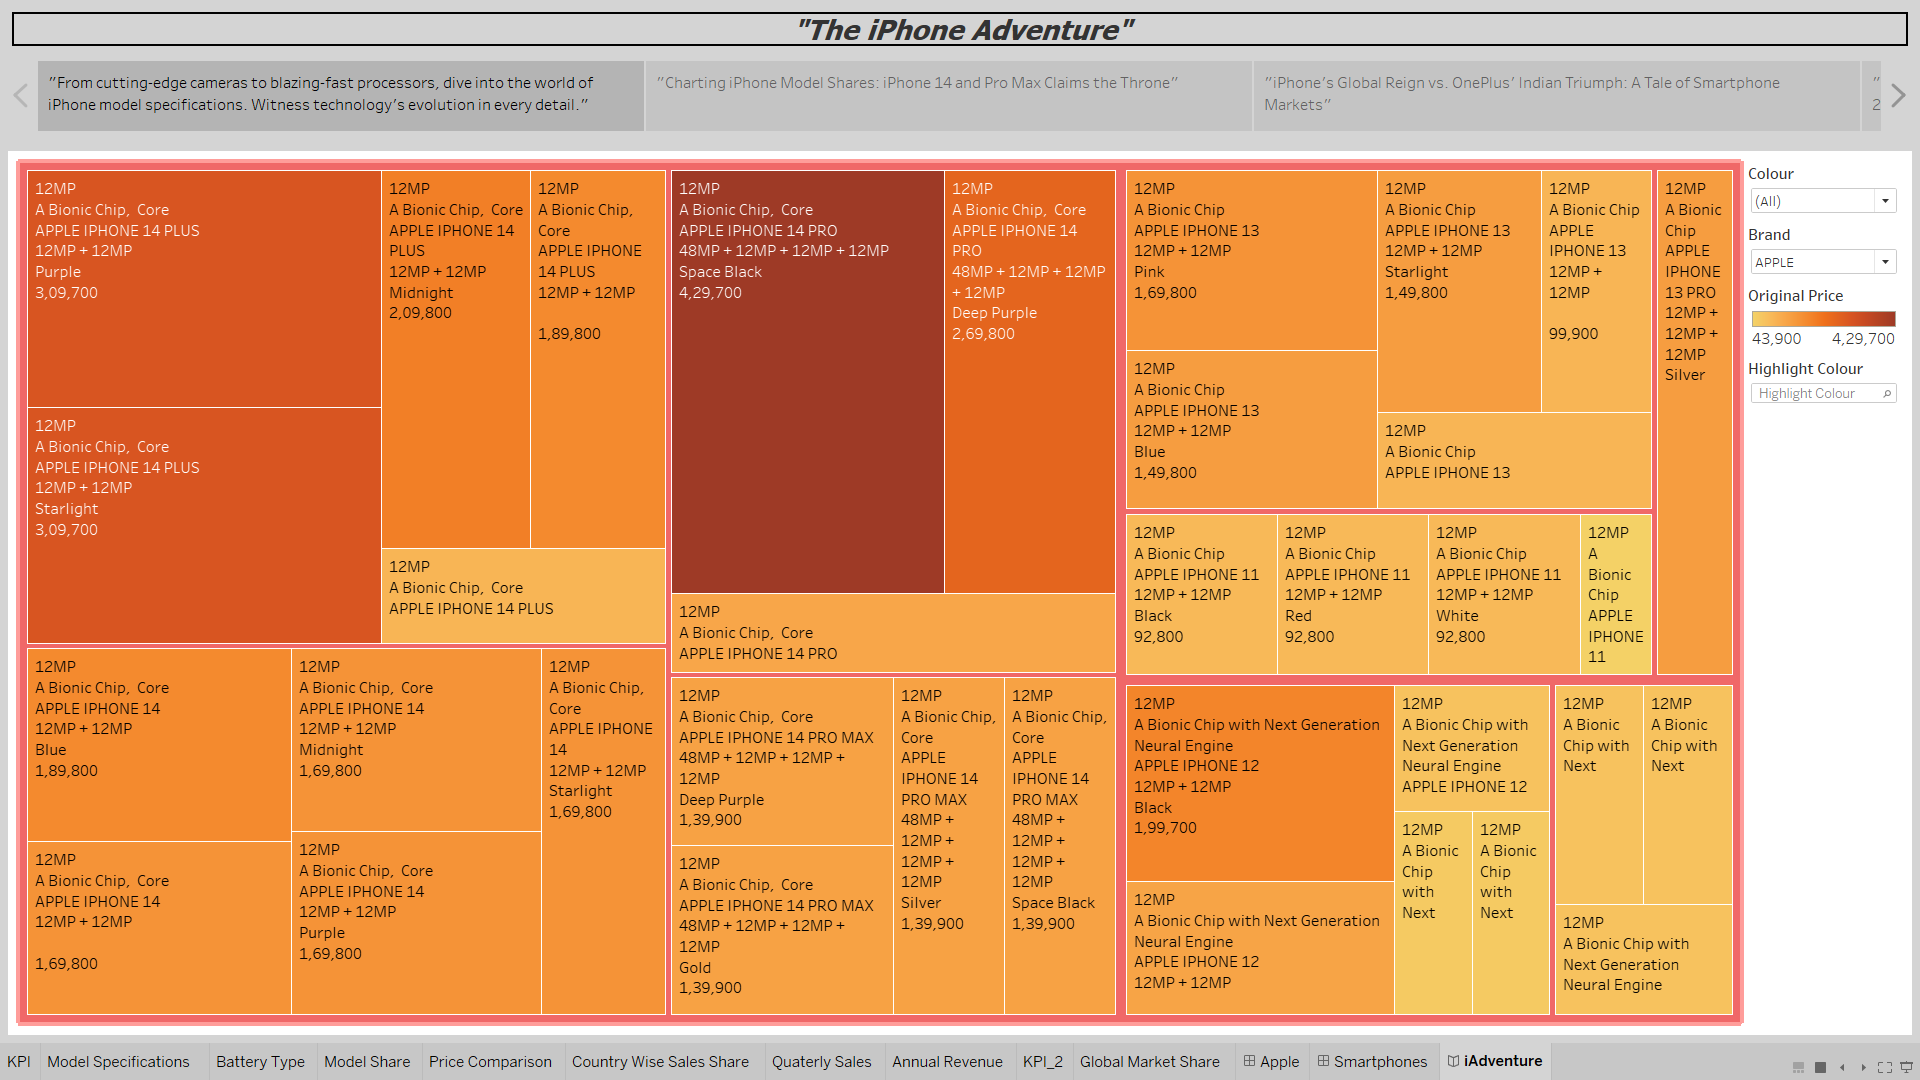 "The iPhone Adventure"
"From cutting-edge cameras to blazing-fast processors, dive into the world of
iPhone model specifications. Witness technology's evolution in every detail."
"Charting iPhone Model Shares: iPhone 14 and Pro Max Claims the Throne"
"iPhone's Global Reign vs. OnePlus' Indian Triumph: A Tale of Smartphone
Markets"
"
2
12MP
A Bionic Chip,  Core
APPLE IPHONE 14 PLUS
12MP + 12MP
Purple
3,09,700
12MP
A Bionic Chip,  Core
APPLE IPHONE 14
PLUS
12MP + 12MP
Midnight
2,09,800
12MP
A Bionic Chip,
Core
APPLE IPHONE
14 PLUS
12MP + 12MP
1,89,800
12MP
A Bionic Chip,  Core
APPLE IPHONE 14 PLUS
12MP + 12MP
Starlight
3,09,700
12MP
A Bionic Chip,  Core
APPLE IPHONE 14 PLUS
12MP
A Bionic Chip,  Core
APPLE IPHONE 14
12MP + 12MP
Blue
1,89,800
12MP
A Bionic Chip,  Core
APPLE IPHONE 14
12MP + 12MP
Midnight
1,69,800
12MP
A Bionic Chip,
Core
APPLE IPHONE
14
12MP + 12MP
Starlight
1,69,800
12MP
A Bionic Chip,  Core
APPLE IPHONE 14
12MP + 12MP
1,69,800
12MP
A Bionic Chip,  Core
APPLE IPHONE 14
12MP + 12MP
Purple
1,69,800
12MP
A Bionic Chip,  Core
APPLE IPHONE 14 PRO
48MP + 12MP + 12MP + 12MP
Space Black
4,29,700
12MP
A Bionic Chip,  Core
APPLE IPHONE 14
PRO
48MP + 12MP + 12MP
+ 12MP
Deep Purple
2,69,800
12MP
A Bionic Chip,  Core
APPLE IPHONE 14 PRO
12MP
A Bionic Chip,  Core
APPLE IPHONE 14 PRO MAX
48MP + 12MP + 12MP +
12MP
Deep Purple
1,39,900
12MP
A Bionic Chip,  Core
APPLE IPHONE 14 PRO MAX
48MP + 12MP + 12MP +
12MP
Gold
1,39,900
12MP
A Bionic Chip,
Core
APPLE
IPHONE 14
PRO MAX
48MP +
12MP +
12MP +
12MP
Silver
1,39,900
12MP
A Bionic Chip,
Core
APPLE
IPHONE 14
PRO MAX
48MP +
12MP +
12MP +
12MP
Space Black
1,39,900
12MP
A Bionic Chip
APPLE IPHONE 13
12MP + 12MP
Pink
1,69,800
12MP
A Bionic Chip
APPLE IPHONE 13
12MP + 12MP
Starlight
1,49,800
12MP
A Bionic Chip
APPLE
IPHONE 13
12MP +
12MP
99,900
12MP
A Bionic
Chip
APPLE
IPHONE
13 PRO
12MP +
12MP +
12MP
Silver
12MP
A Bionic Chip
APPLE IPHONE 13
12MP + 12MP
Blue
1,49,800
12MP
A Bionic Chip
APPLE IPHONE 13
12MP
A Bionic Chip
APPLE IPHONE 11
12MP + 12MP
Black
92,800
12MP
A Bionic Chip
APPLE IPHONE 11
12MP + 12MP
Red
92,800
12MP
A Bionic Chip
APPLE IPHONE 11
12MP + 12MP
White
92,800
12MP
A
Bionic
Chip
APPLE
IPHONE
11
12MP
A Bionic Chip with Next Generation
Neural Engine
APPLE IPHONE 12
12MP + 12MP
Black
1,99,700
12MP
A Bionic Chip with
Next Generation
Neural Engine
APPLE IPHONE 12
12MP
A Bionic
Chip
with
Next
12MP
A Bionic
Chip
with
Next
12MP
A Bionic Chip with Next Generation
Neural Engine
APPLE IPHONE 12
12MP + 12MP
12MP
A Bionic
Chip with
Next
12MP
A Bionic
Chip with
Next
12MP
A Bionic Chip with
Next Generation
Neural Engine
Colour
(All)
Brand
APPLE
Original Price
43,900 4,29,700
Highlight Colour
Highlight Colour
KPI Model Specifications Battery Type Model Share Price Comparison Country Wise Sales Share Quaterly Sales Annual Revenue KPI_2 Global Market Share Apple Smartphones iAdventure